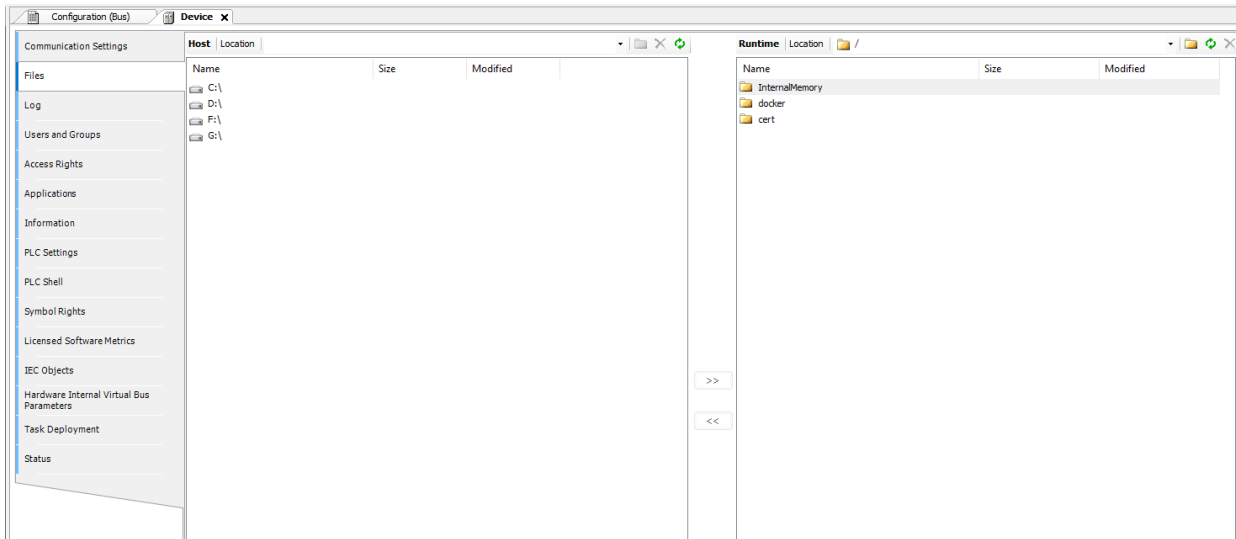 Configuration (Bus) Device X
Communication Settings
Files
Log
Users and Groups
Access Rights
Applications
Information
PLC Settings
PLC Shell
Symbol Rights
Licensed Software Metrics
IEC Objects
Hardware Internal Virtual Bus
Parameters
Task Deployment
Status
Host Location
Name Size Modified
C:\
D:\
F:\
G:\
>>
<<
Runtime Location /
Name Size Modified
InternalMemory
docker
cert